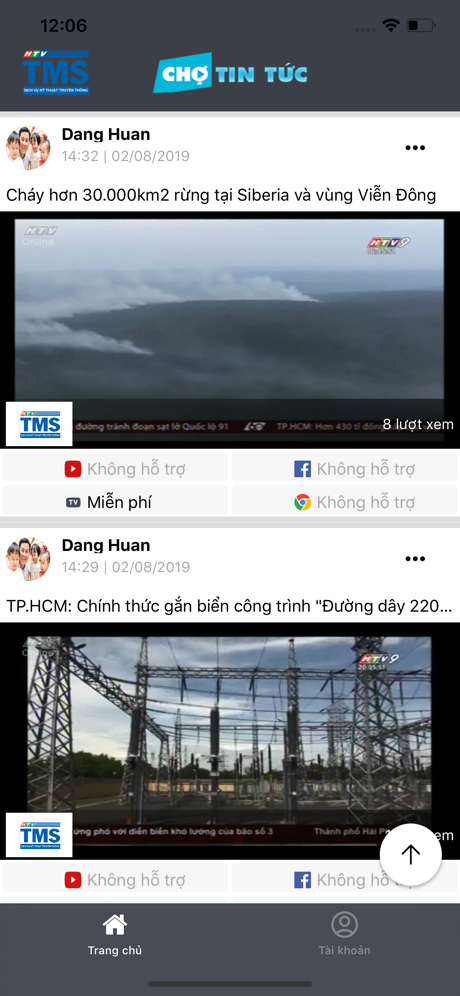 12:06
HTV
TMS
DỊCH VỤ KỸ THUẬT TRUYỀN THÔNG
CHỢ TIN TỨC
Dang Huan
14:32 | 02/08/2019
Cháy hơn 30.000km2 rừng tại Siberia và vùng Viễn Đông
HTV
Online
HTV9
HTV
TMS
đường tránh đoạn sạt lở Quốc lộ 91
TP.HCM: Hơn 430 tỉ đồng
8 lượt xem
Không hỗ trợ
Không hỗ trợ
TV Miễn phí
Không hỗ trợ
Dang Huan
14:29 | 02/08/2019
TP.HCM: Chính thức gắn biển công trình "Đường dây 220...
HTV9
20:05:51
HTV
TMS
ứng phó với diễn biến khó lường của bão số 3
Thành phố Hải
em
Không hỗ trợ
Không hỗ
Trang chủ
Tài khoản